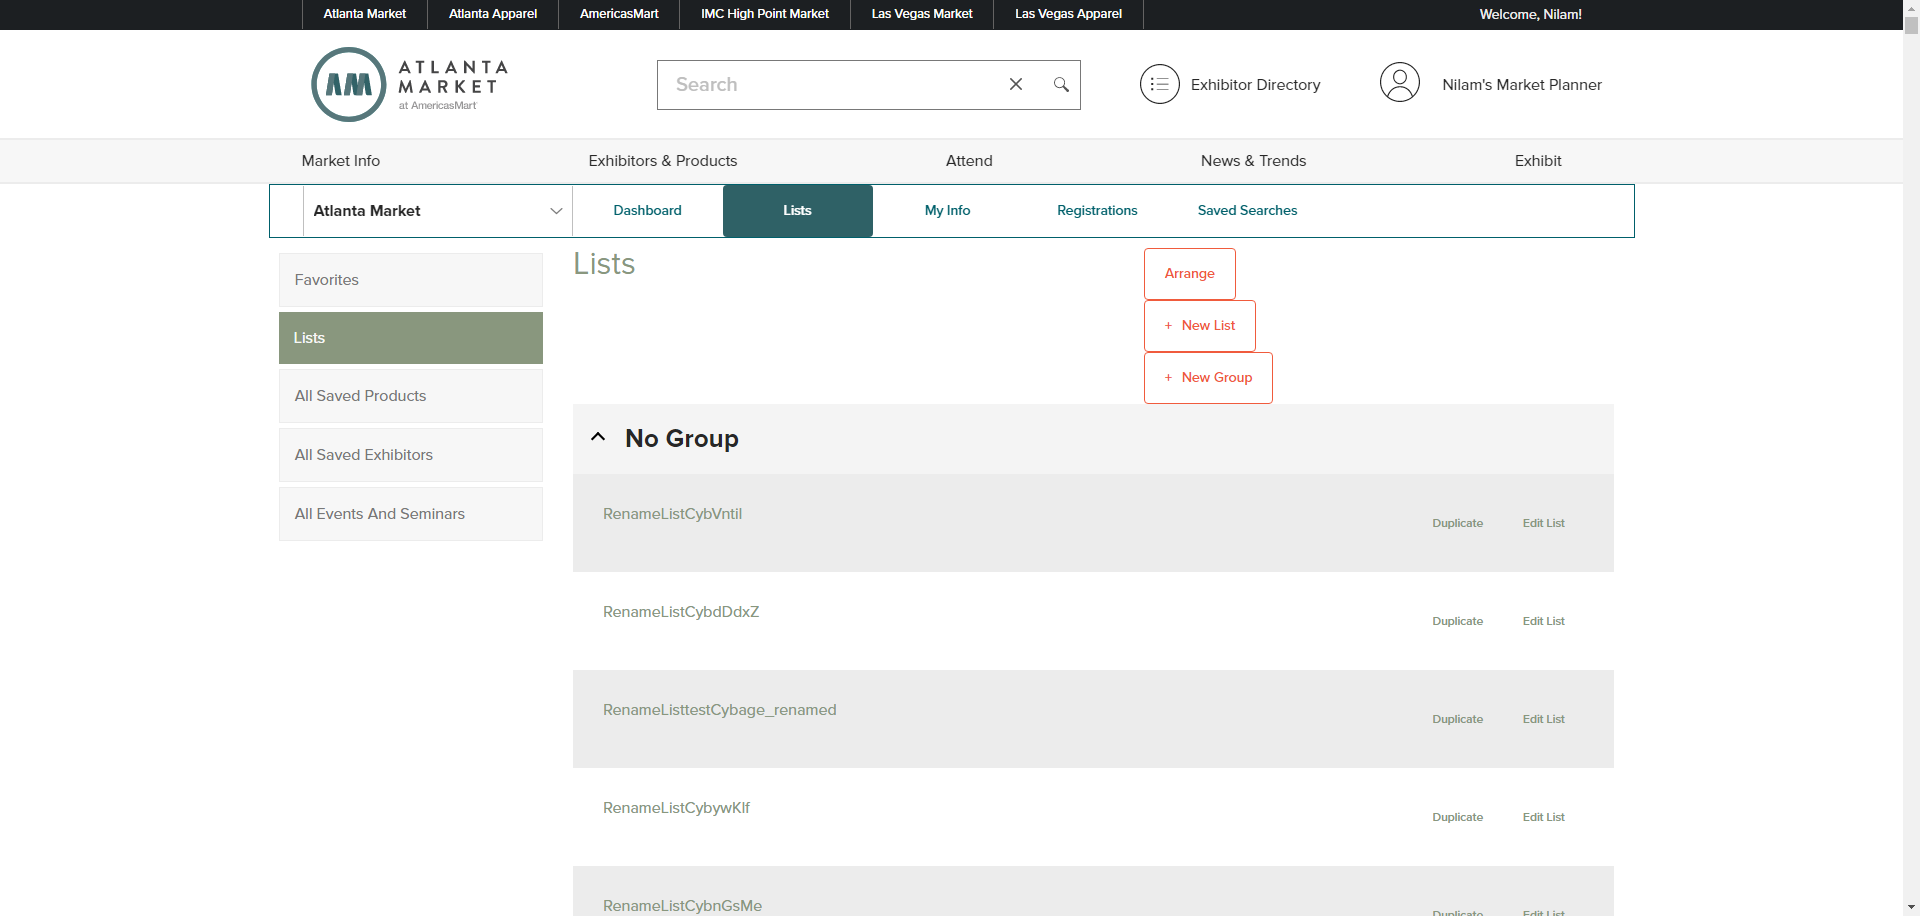 Atlanta Market Atlanta Apparel AmericasMart IMC High Point Market Las Vegas Market Las Vegas Apparel Welcome, Nilam!
AM ATLANTA
MARKET
at AmericasMart
Search Exhibitor Directory Nilam's Market Planner
Market Info Exhibitors & Products Attend News & Trends Exhibit
Atlanta Market Dashboard Lists My Info Registrations Saved Searches
Favorites
Lists
All Saved Products
All Saved Exhibitors
All Events And Seminars
Lists
Arrange
+ New List
+ New Group
No Group
RenameListCybVntil Duplicate Edit List
RenameListCybdDdxZ Duplicate Edit List
RenameListtestCybage_renamed Duplicate Edit List
RenameListCybywKlf Duplicate Edit List
RenameListCybnGsMe Duplicate Edit List